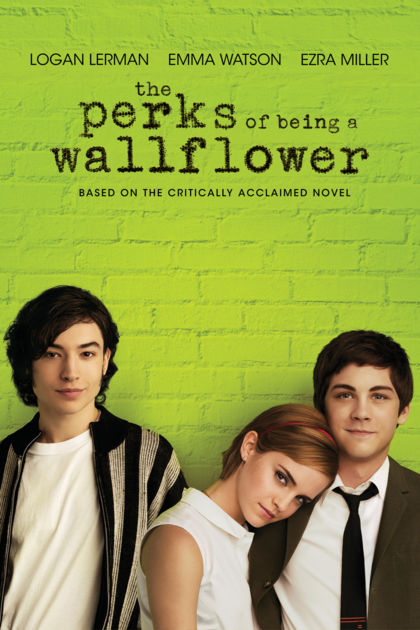 LOGAN LERMAN EMMA WATSON EZRA MILLER
the
perks of being a
wallflower
BASED ON THE CRITICALLY ACCLAIMED NOVEL